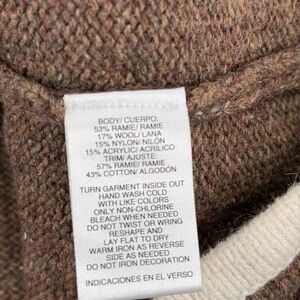 BODY/ CUERPO:
53% RAMIE/ RAMIE
17% WOOL/ LANA
15% NYLON/ NILON
15% ACRYLIC/ ACRILICO
TRIM/ AJUSTE:
57% RAMIE/ RAMIE
43% COTTON/ ALGODÓN
TURN GARMENT INSIDE OUT
HAND WASH COLD
WITH LIKE COLORS
ONLY NON-CHLORINE
BLEACH WHEN NEEDED
DO NOT TWIST OR WRING
RESHAPE AND
LAY FLAT TO DRY
WARM IRON AS REVERSE
SIDE AS NEEDED
DO NOT IRON DECORATION
INDICACIONES EN EL VERSO